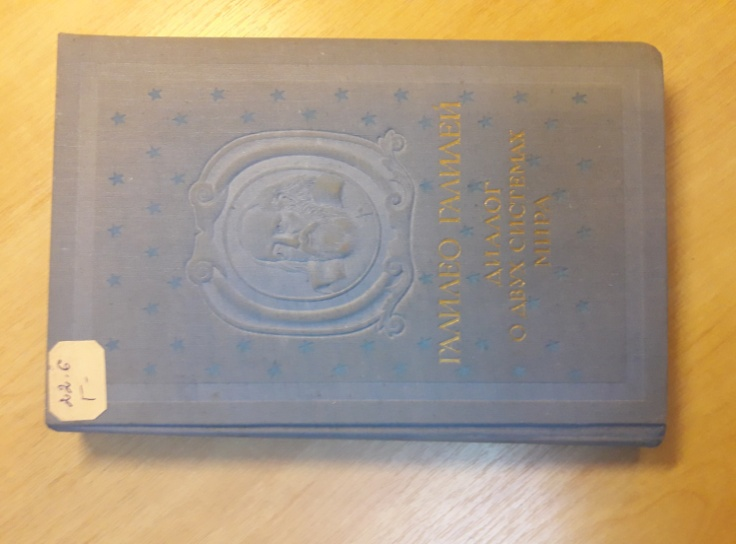 ГАЛИЛЕО ГАЛИЛЕЙ
ДИАЛОГ
О ДВУХ СИСТЕМАХ
МИРА
22.6
Г.